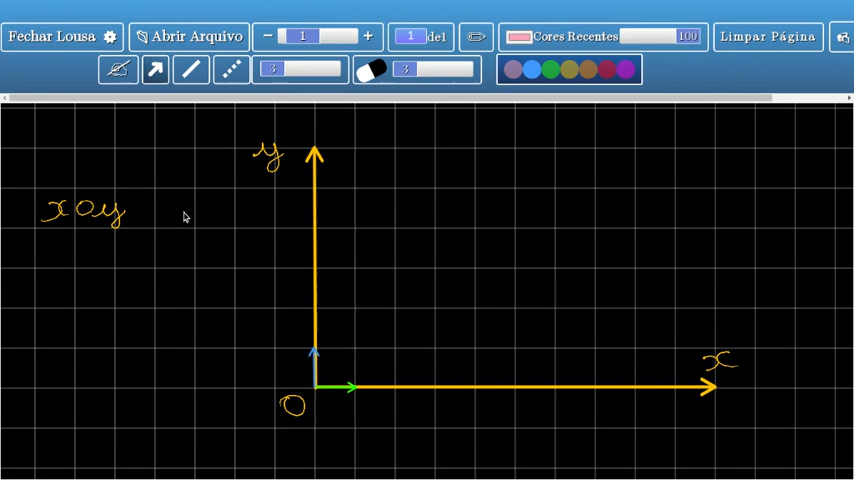 Fechar Lousa Abrir Arquivo − 1 + 1 de1 Cores Recentes 100 Limpar Página
3 3
y
xoy
x
O